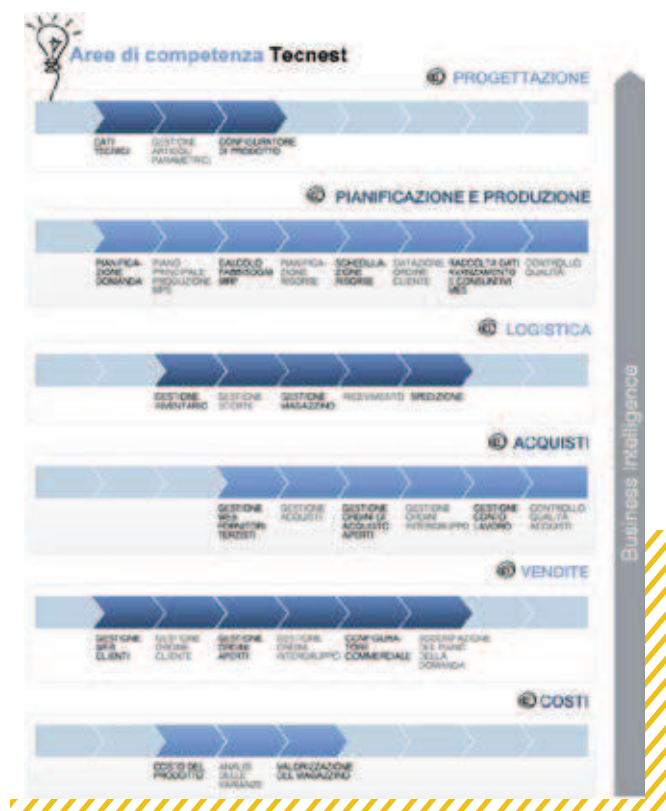 Aree di competenza Tecnest
PROGETTAZIONE
DATI TECNICI
GESTIONE ARTICOLI PARAMETRICI
CONFIGURATORE DI PRODOTTO
PIANIFICAZIONE E PRODUZIONE
PIANIFICA-ZIONE DOMANDA
PIANO PRINCIPALE PRODUZIONE MPS
CALCOLO FABBISOGNI MRP
PIANIFICA-ZIONE RISORSE
SCHEDULA-ZIONE RISORSE
DATAZIONE ORDINE CLIENTE
RACCOLTA DATI AVANZAMENTO E CONSUNTIVI MES
CONTROLLO QUALITÀ
LOGISTICA
GESTIONE INVENTARIO
GESTIONE SCORTE
GESTIONE MAGAZZINO
RICEVIMENTO
SPEDIZIONE
ACQUISTI
GESTIONE WEB FORNITORI TERZISTI
GESTIONE ACQUISTI
GESTIONE ORDINI DI ACQUISTO APERTI
GESTIONE ORDINI INTERGRUPPO
GESTIONE CONTO LAVORO
CONTROLLO QUALITÀ ACQUISTI
VENDITE
GESTIONE WEB CLIENTI
GESTIONE ORDINE CLIENTE
GESTIONE ORDINI APERTI
GESTIONE ORDINI INTERGRUPPO
CONFIGURA-TORE COMMERCIALE
DEL PIANO DELLA DOMANDA
COSTI
COSTO DEL PRODOTTO
ANALISI DELLE VARIANZE
VALORIZZAZIONE DEL MAGAZZINO
Business Intelligence